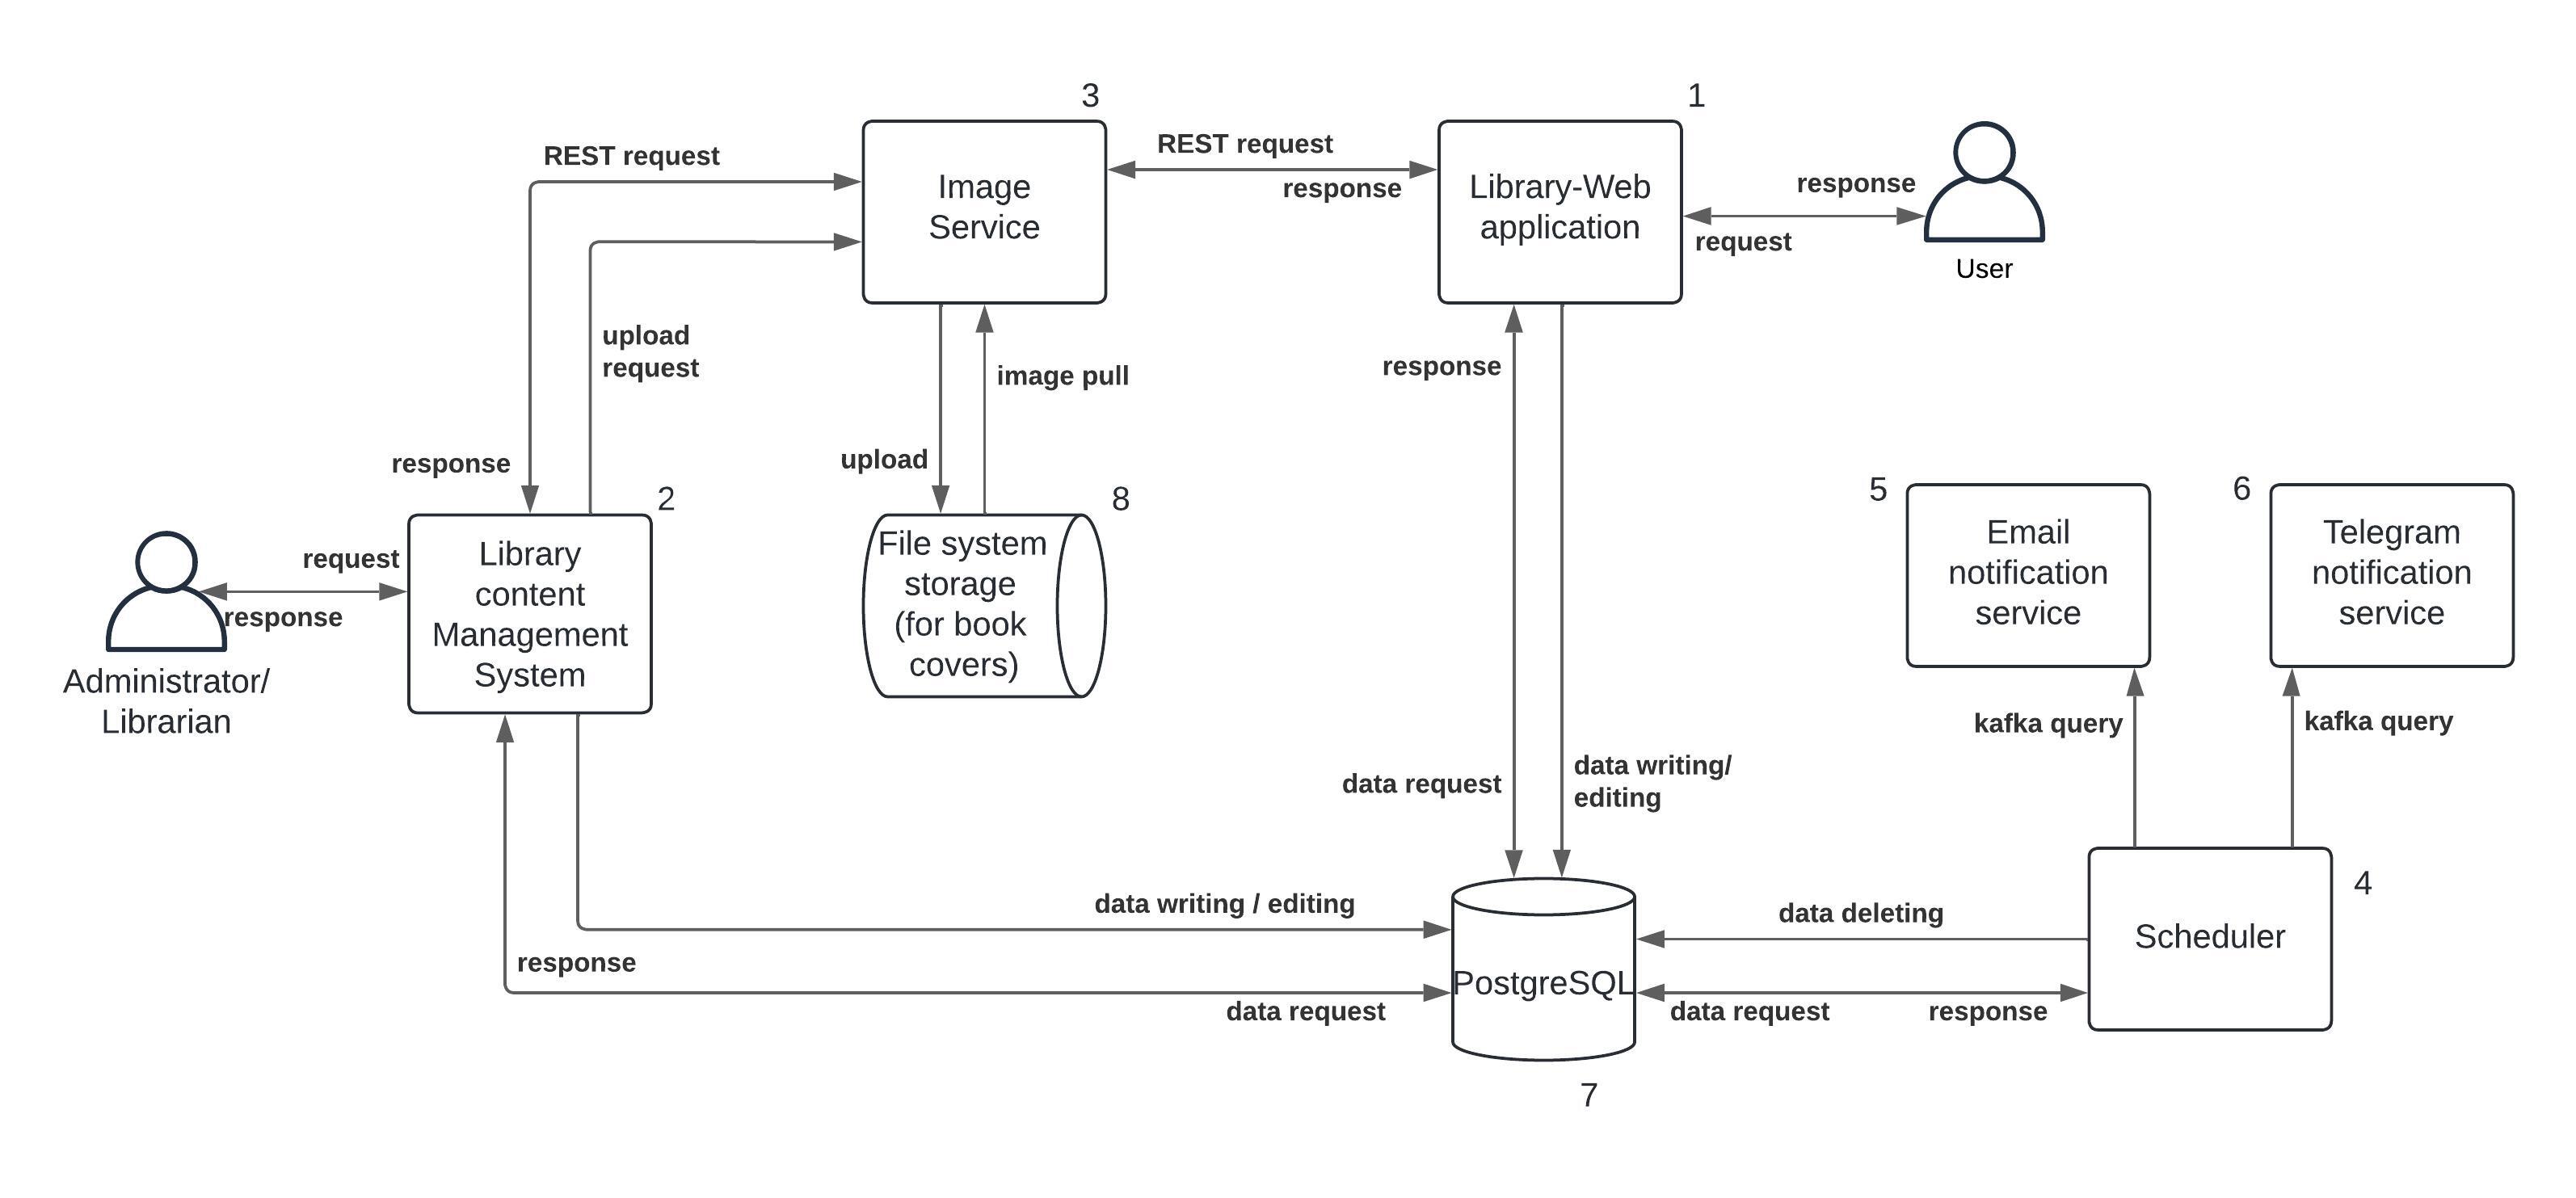 3
1
REST request
REST request
response
Image
Service
Library-Web
application
response
request
User
upload
request
image pull
response
upload
response
2
8
5
6
Administrator/
Librarian
request
response
Library
content
Management
System
File system
storage
(for book
covers)
Email
notification
service
Telegram
notification
service
kafka query
kafka query
data request
data writing/
editing
data writing / editing
response
data request
PostgreSQL
7
data deleting
data request
response
Scheduler
4